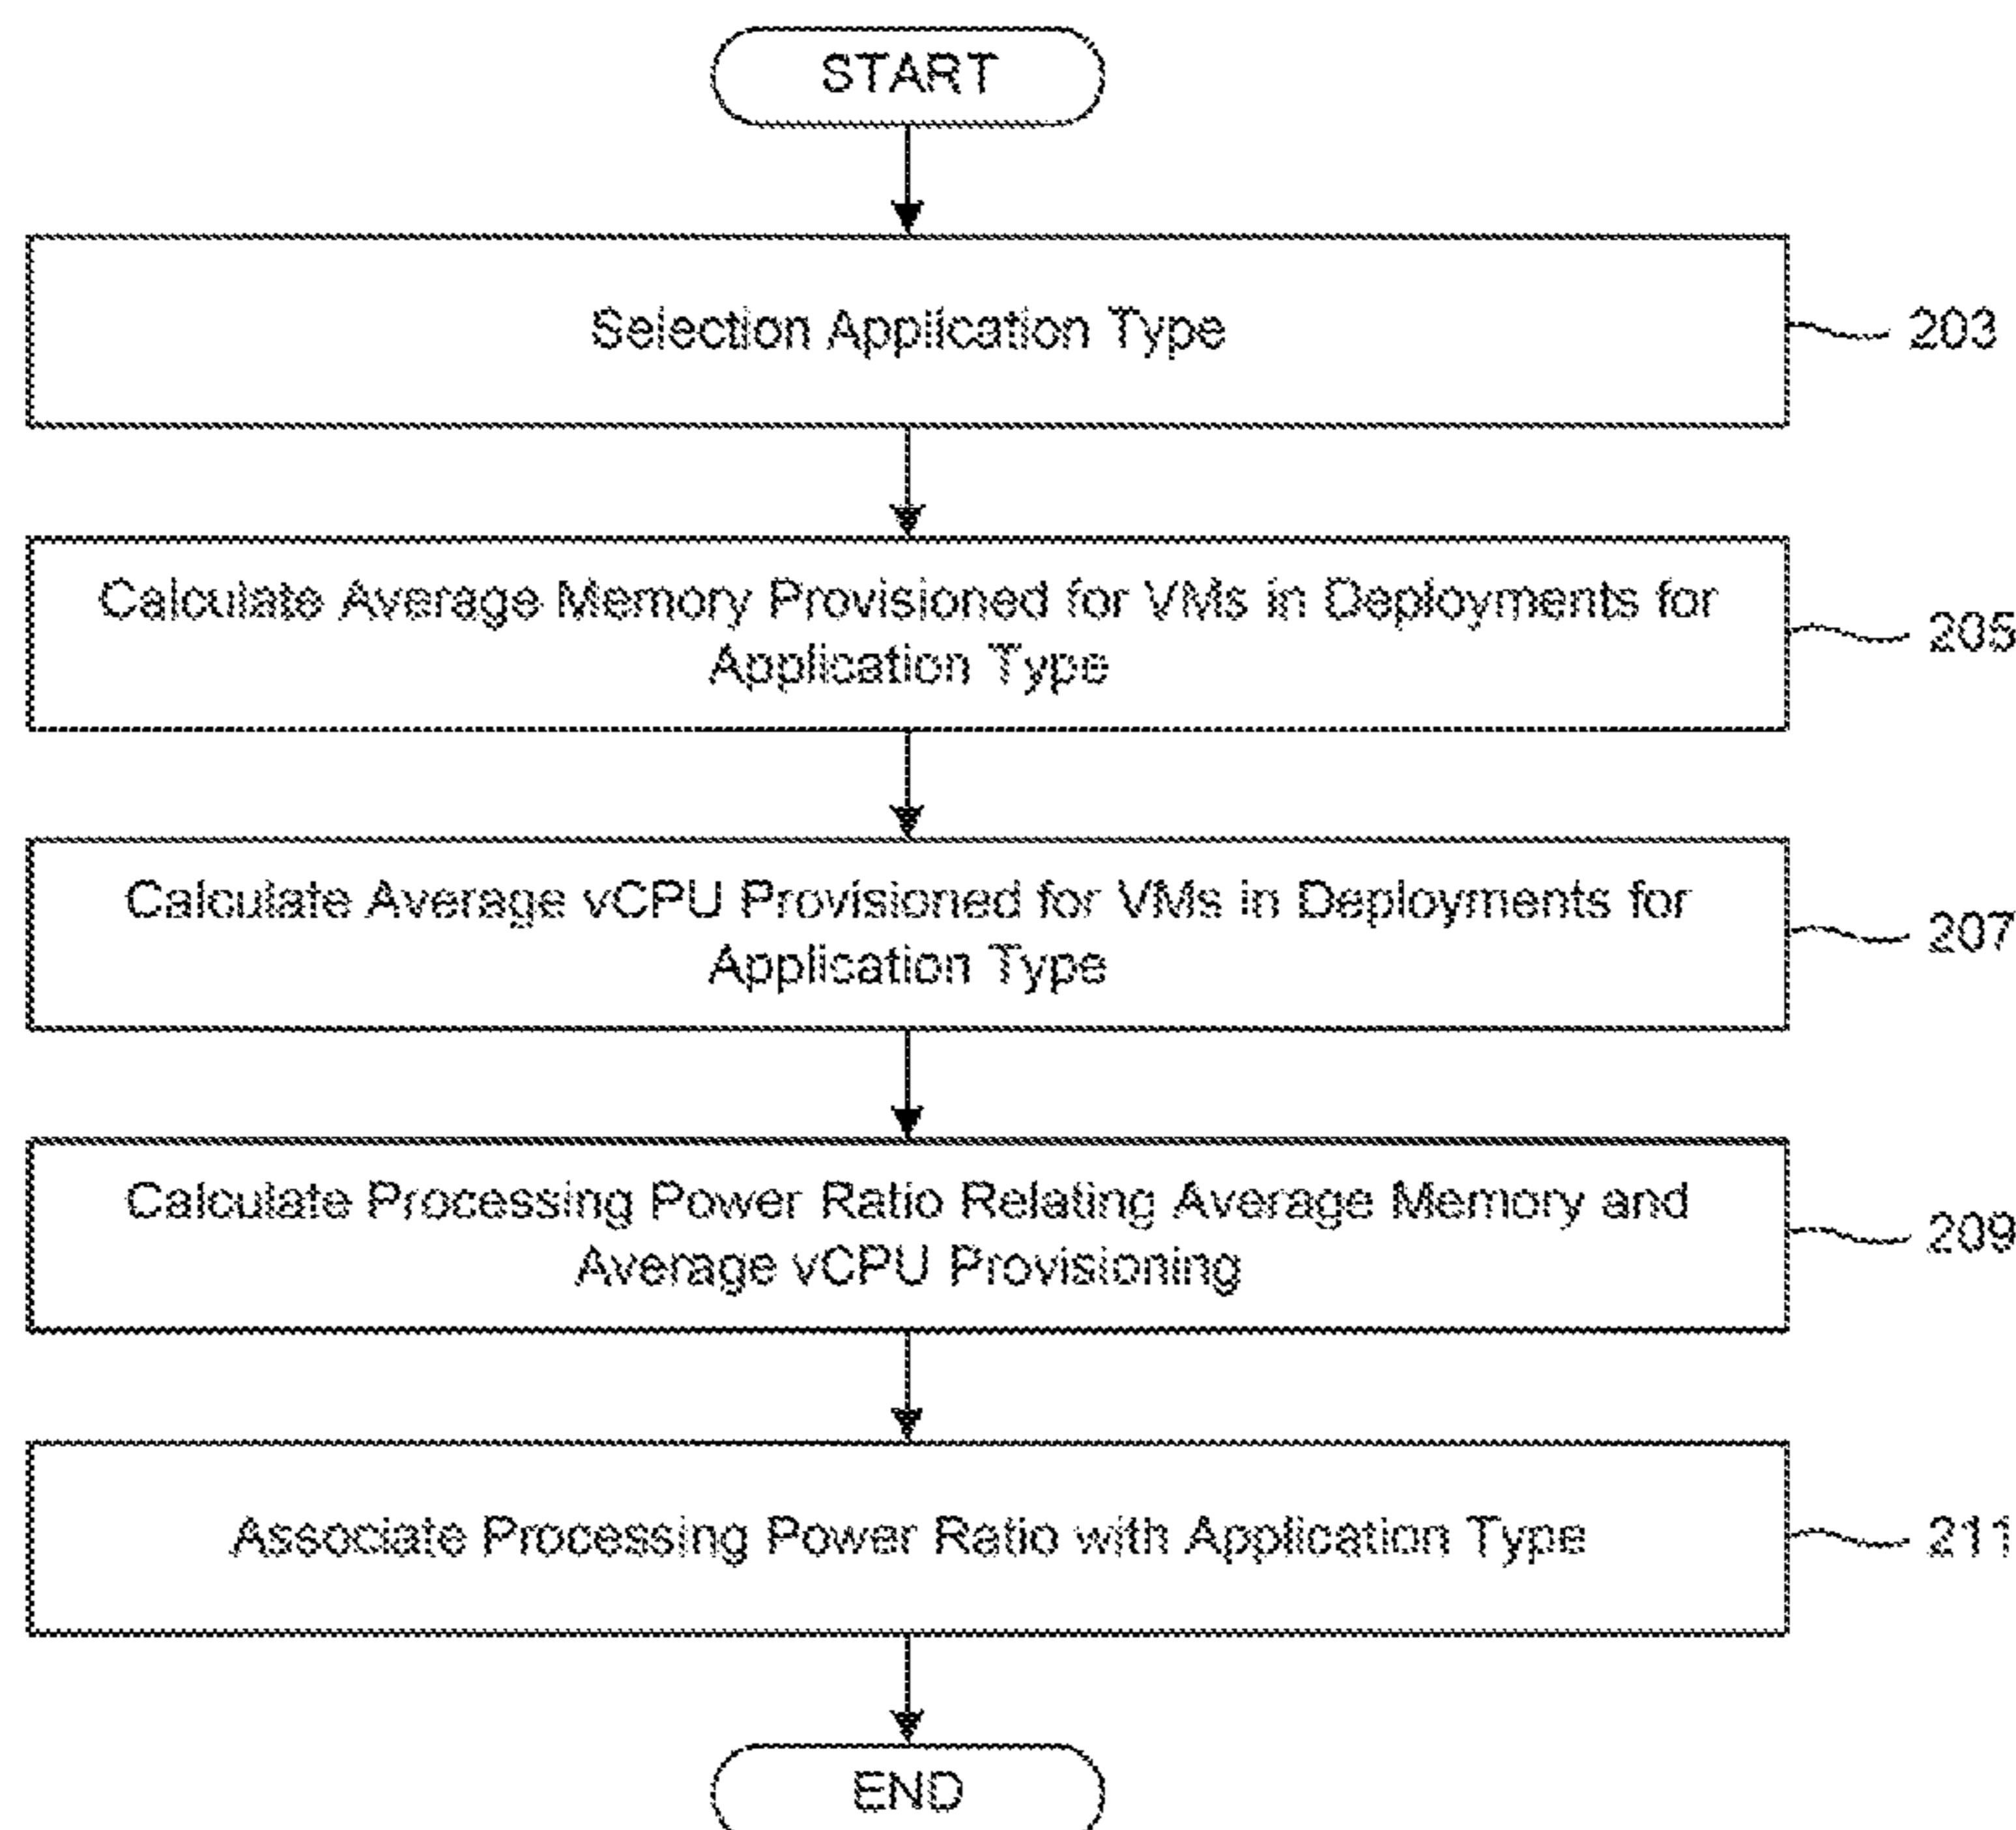 START
Selection Application Type
203
Calculate Average Memory Provisioned for VMs in Deployments for
Application Type
205
Calculate Average vCPU Provisioned for VMs in Deployments for
Application Type
207
Calculate Processing Power Ratio Relating Average Memory and
Average vCPU Provisioning
209
Associate Processing Power Ratio with Application Type
211
END